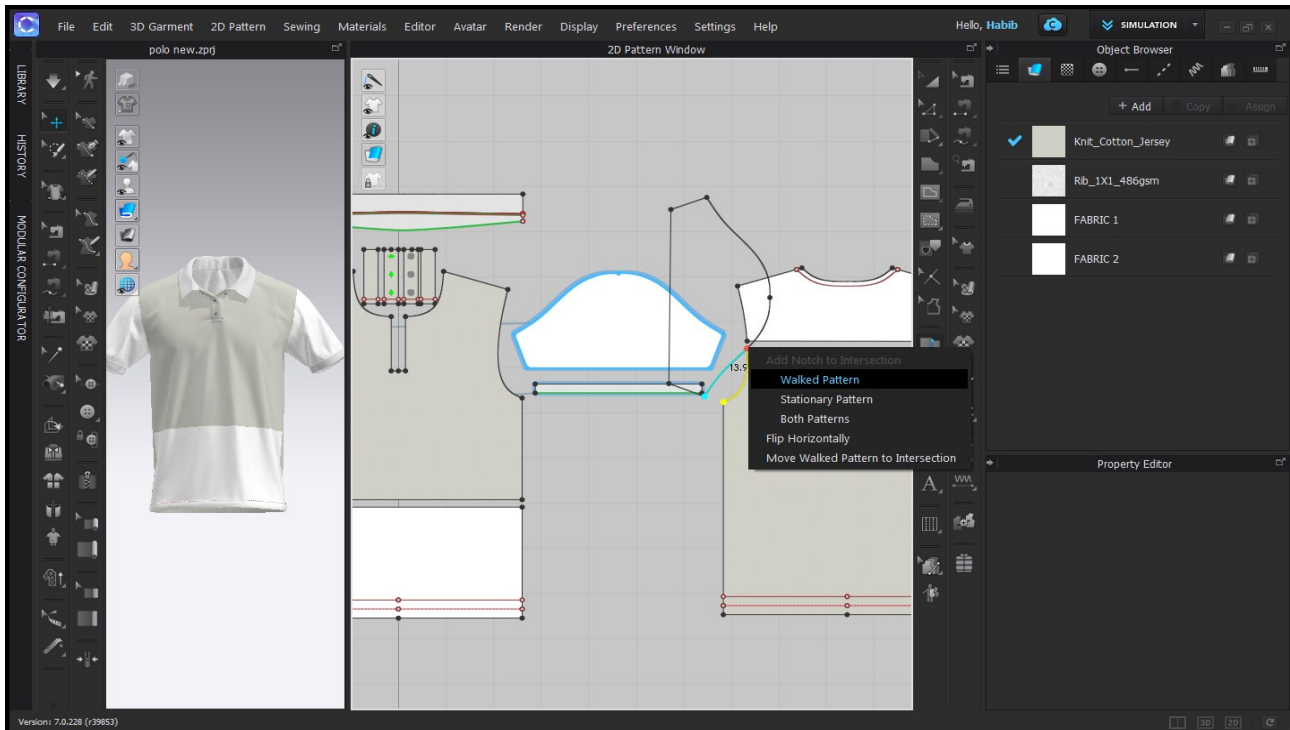 File Edit 3D Garment 2D Pattern Sewing Materials Editor Avatar Render Display Preferences Settings Help Hello, Habib SIMULATION
polo new.zprj
2D Pattern Window
Object Browser
LIBRARY
HISTORY
MODULAR CONFIGURATOR
+ Add Copy Assign
Knit_Cotton_Jersey
Rib_1X1_486gsm
FABRIC 1
FABRIC 2
13.9
Add Notch to Intersection
Walked Pattern
Stationary Pattern
Both Patterns
Flip Horizontally
Move Walked Pattern to Intersection
Property Editor
A
Version: 7.0.228 (r39853)
3D 2D